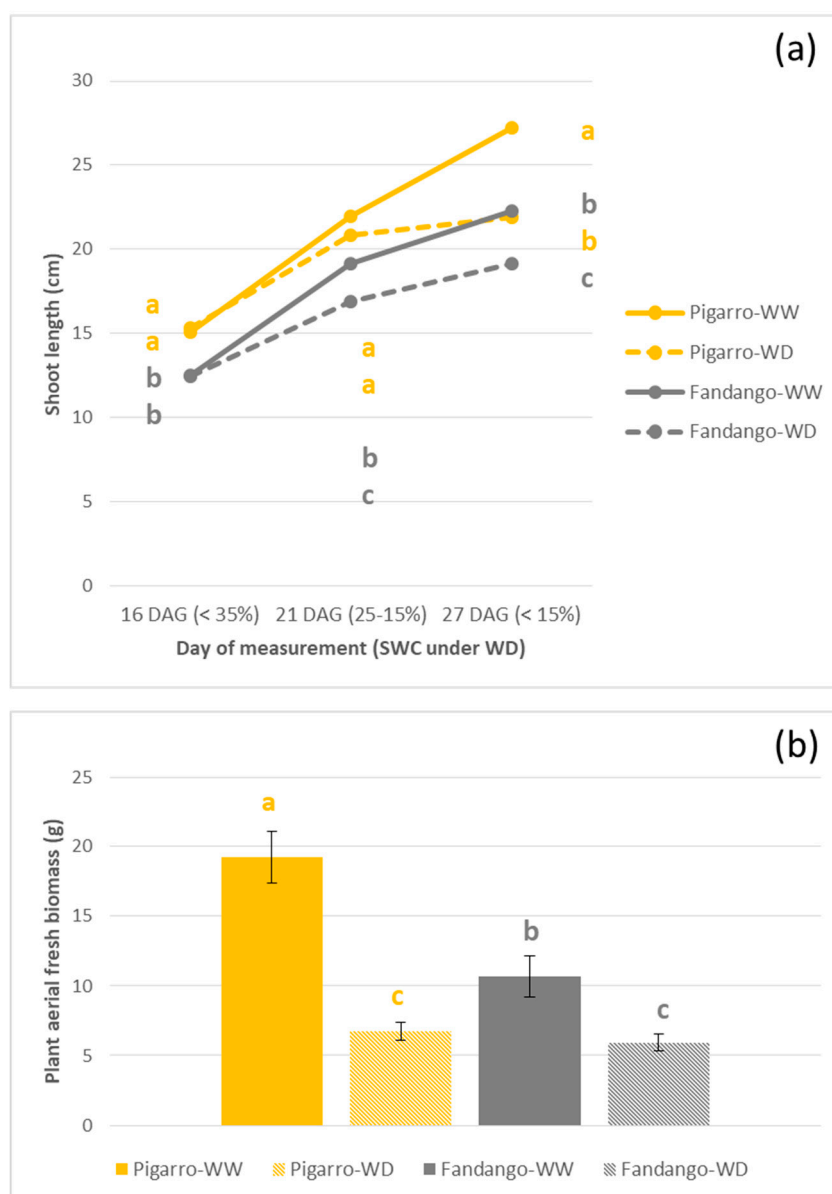 (a)
30
25
20
15
10
5
0
Shoot length (cm)
a
a
b
b
a
a
b
c
a
b
b
c
Pigarro-WW
Pigarro-WD
Fandango-WW
Fandango-WD
16 DAG (< 35%) 21 DAG (25-15%) 27 DAG (< 15%)
Day of measurement (SWC under WD)
(b)
25
20
15
10
5
0
Plant aerial fresh biomass (g)
a
c
b
c
Pigarro-WW Pigarro-WD Fandango-WW Fandango-WD